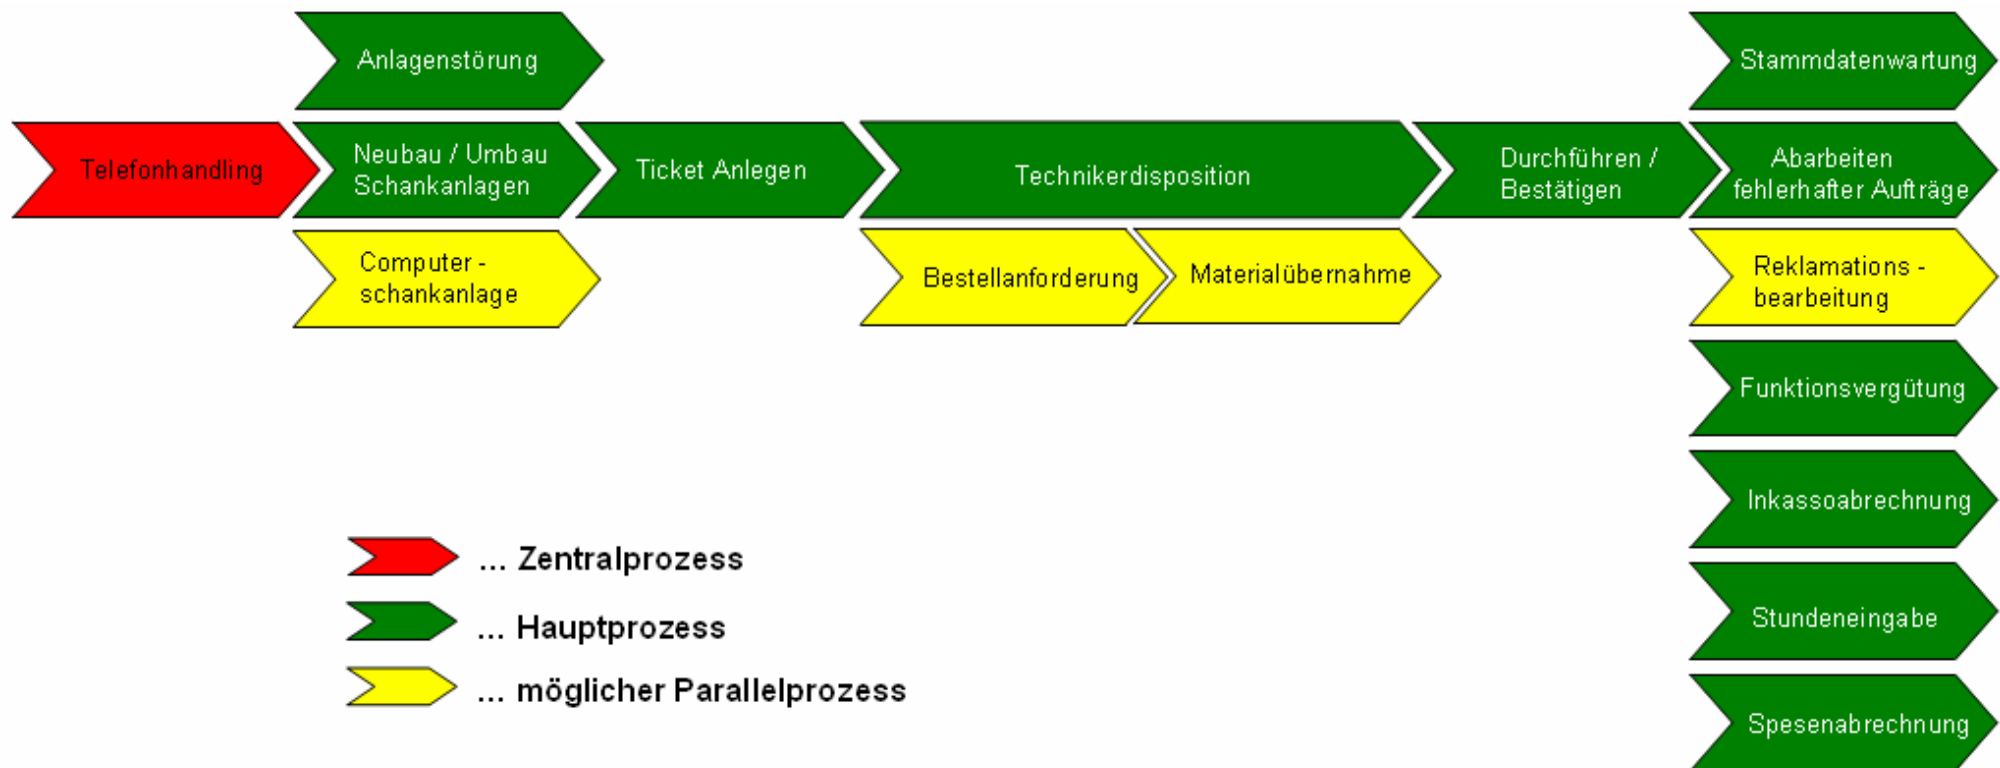 Anlagenstörung
Stammdatenwartung
Telefonhandling
Neubau / Umbau
Schankanlagen
Ticket Anlegen
Technikerdisposition
Durchführen /
Bestätigen
Abarbeiten
fehlerhafter Aufträge
Computer -
schankanlage
Bestellanforderung
Materialübernahme
Reklamations -
bearbeitung
Funktionsvergütung
Inkassoabrechnung
Stundeneingabe
Spesenabrechnung
... Zentralprozess
... Hauptprozess
... möglicher Parallelprozess